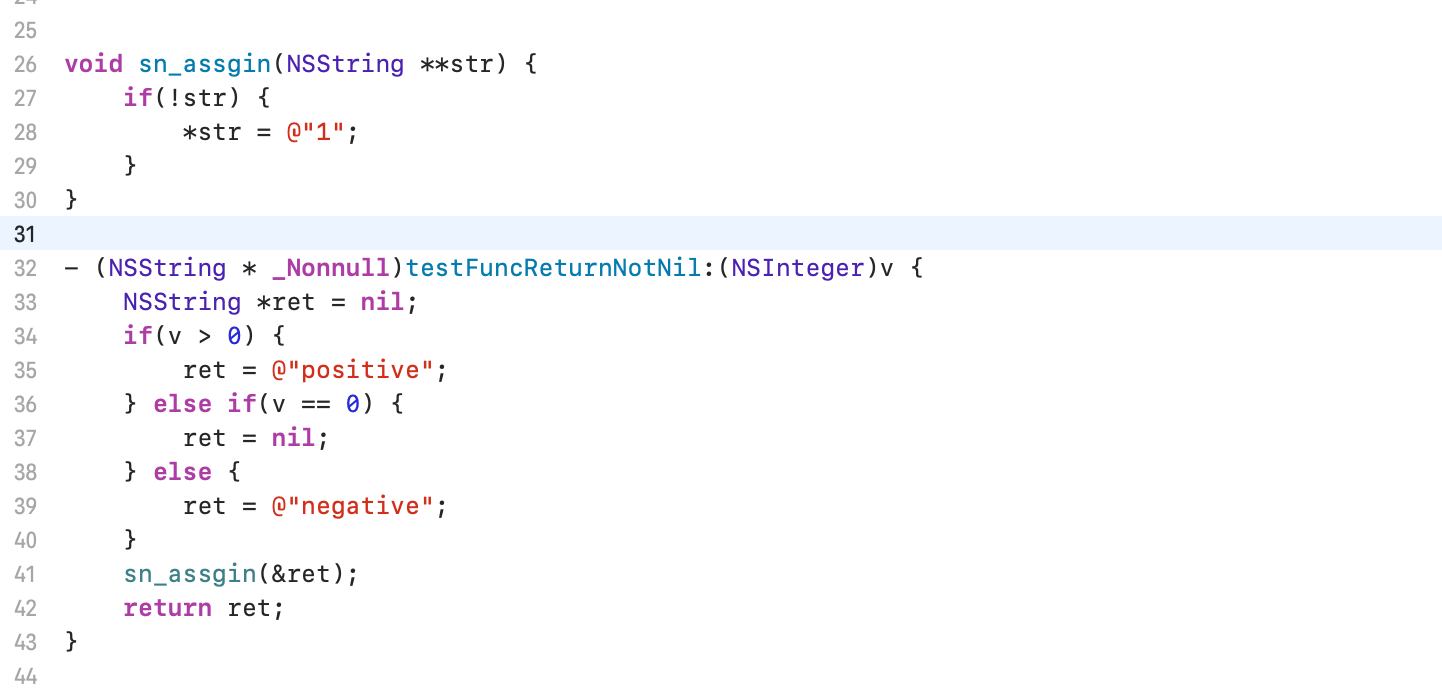 25
26 void sn_assgin(NSString **str) {
27     if(!str) {
28         *str = @"1";
29     }
30 }
31
32 – (NSString * _Nonnull)testFuncReturnNotNil:(NSInteger)v {
33     NSString *ret = nil;
34     if(v > 0) {
35         ret = @"positive";
36     } else if(v == 0) {
37         ret = nil;
38     } else {
39         ret = @"negative";
40     }
41     sn_assgin(&ret);
42     return ret;
43 }
44